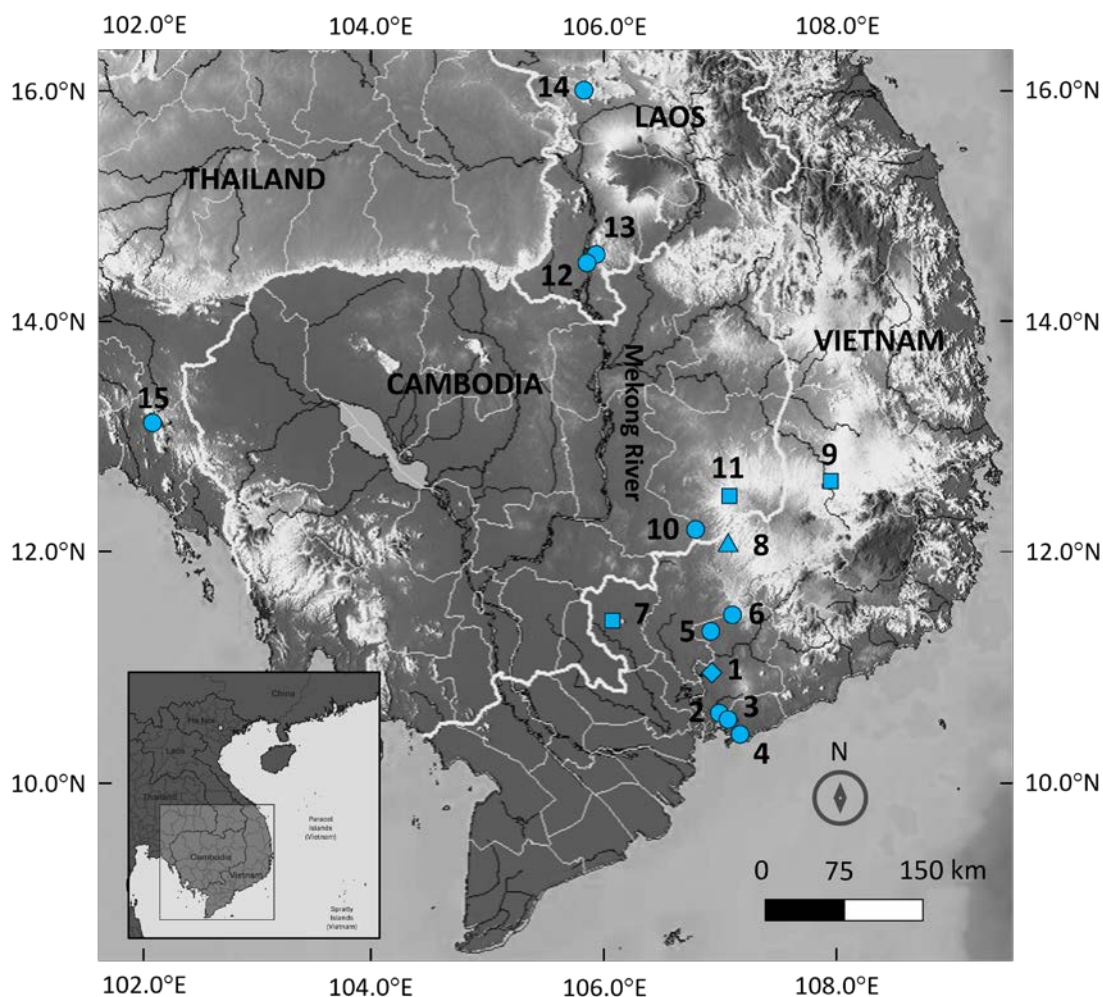 102.0°E 104.0°E 106.0°E 108.0°E
16.0°N 14 16.0°N
LAOS
THAILAND
13
12
14.0°N 14.0°N
VIETNAM
Mekong River
CAMBODIA
15
11 9
10
12.0°N 8 12.0°N
7 6
5
1
2 3
4
China
Ha Noi
Laos
Thailand
Cambodia
Vietnam
Paracel
Islands
(Vietnam)
Spratly
Islands
(Vietnam)
10.0°N N 10.0°N
0 75 150 km
102.0°E 104.0°E 106.0°E 108.0°E